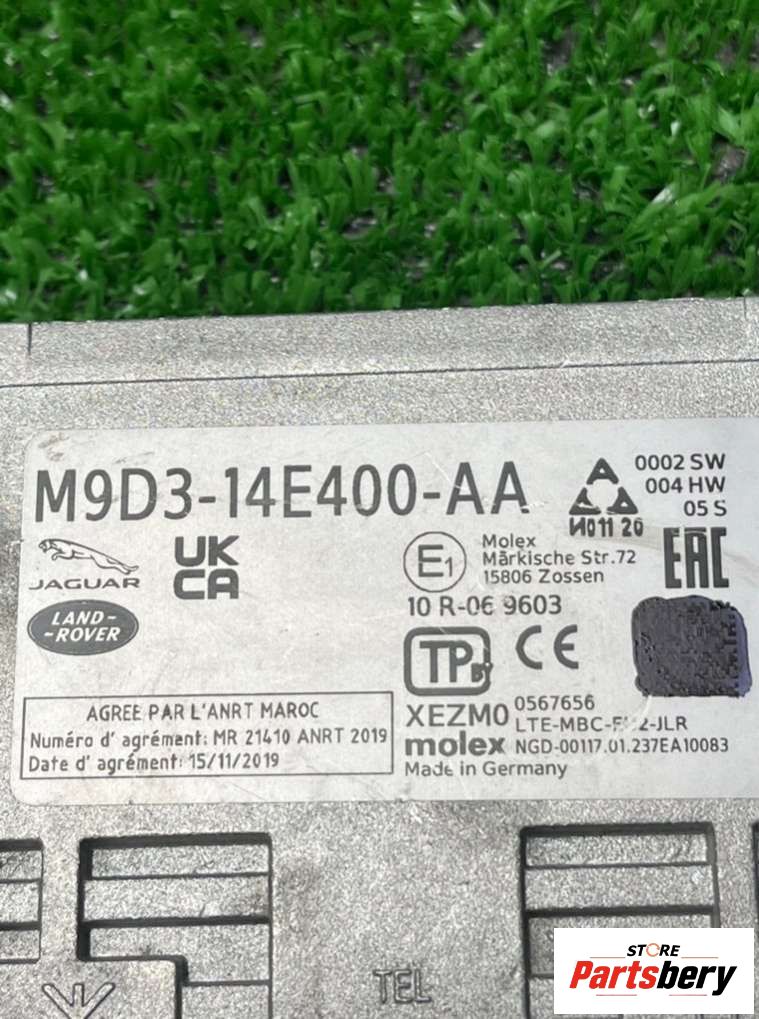 M9D3-14E400-AA
0002 SW
004 HW
05 S
И01120
JAGUAR
UK
CA
E1
Molex
Märkische Str.72
15806 Zossen
EAC
LAND-
-ROVER
10 R-06 9603
TP
CE
AGREE PAR L'ANRT MAROC
Numéro d' agrément: MR 21410 ANRT 2019
Date d' agrément: 15/11/2019
XEZM0
0567656
molex
NGD-00117.01.237EA10083
Made in Germany
TEL
STORE
Partsbery